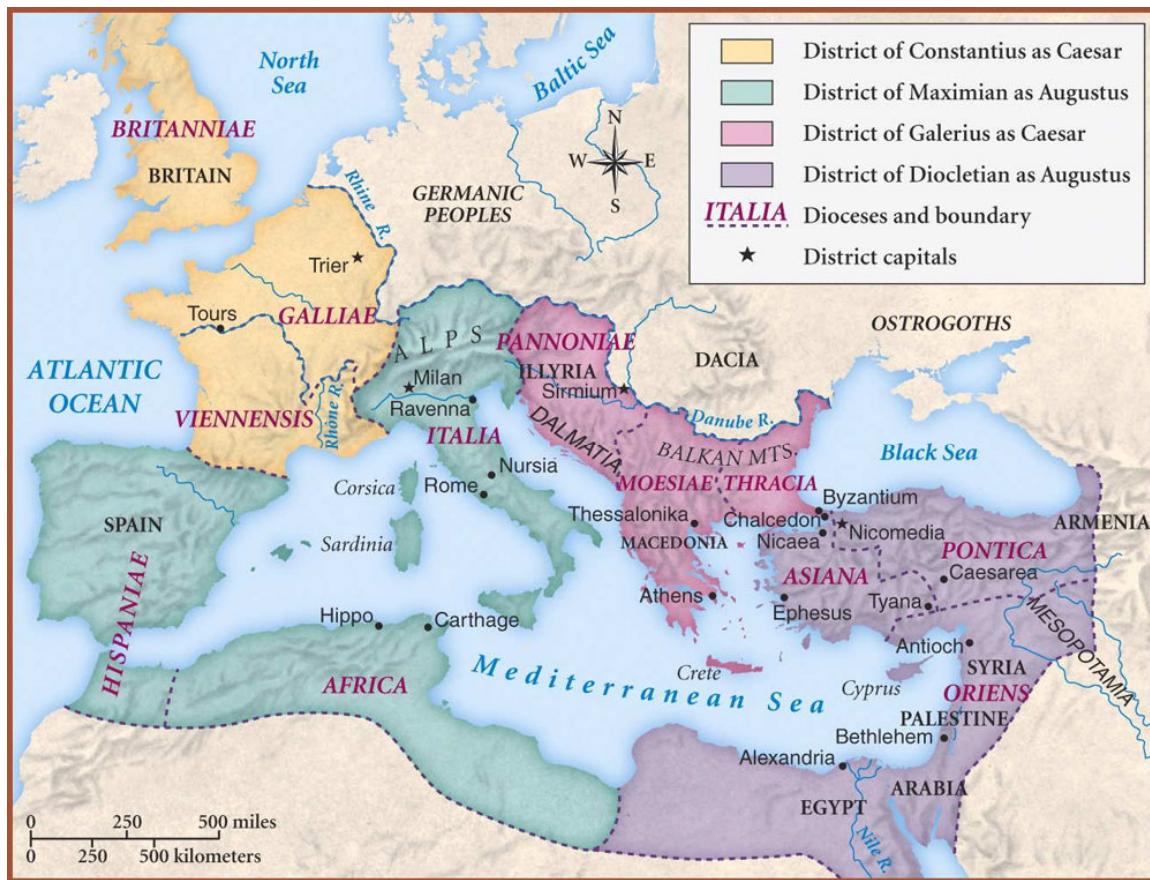 District of Constantius as Caesar
District of Maximian as Augustus
District of Galerius as Caesar
District of Diocletian as Augustus
ITALIA Dioceses and boundary
District capitals
N
W E
S
North
Sea
Baltic Sea
BRITANNIAE
BRITAIN
GERMANIC
PEOPLES
Rhine R.
Trier
Tours
GALLIAE
ATLANTIC
OCEAN
VIENNENSIS
Rhône R.
ALPS
Milan
Ravenna
ITALIA
PANNONIAE
ILLYRIA
Sirmium
DACIA
OSTROGOTHS
Danube R.
DALMATIA
BALKAN MTS.
Black Sea
MOESIAE
THRACIA
Nursia
Rome
Corsica
Sardinia
SPAIN
HISPANIAE
Byzantium
Thessalonika
Chalcedon
Nicomedia
Nicaea
MACEDONIA
ARMENIA
PONTICA
Caesarea
ASIANA
Athens
Ephesus
Tyana
MESOPOTAMIA
Hippo
Carthage
AFRICA
Mediterranean Sea
Crete
Cyprus
Antioch
SYRIA
ORIENS
PALESTINE
Bethlehem
Alexandria
EGYPT
ARABIA
Nile R.
0 250 500 miles
0 250 500 kilometers